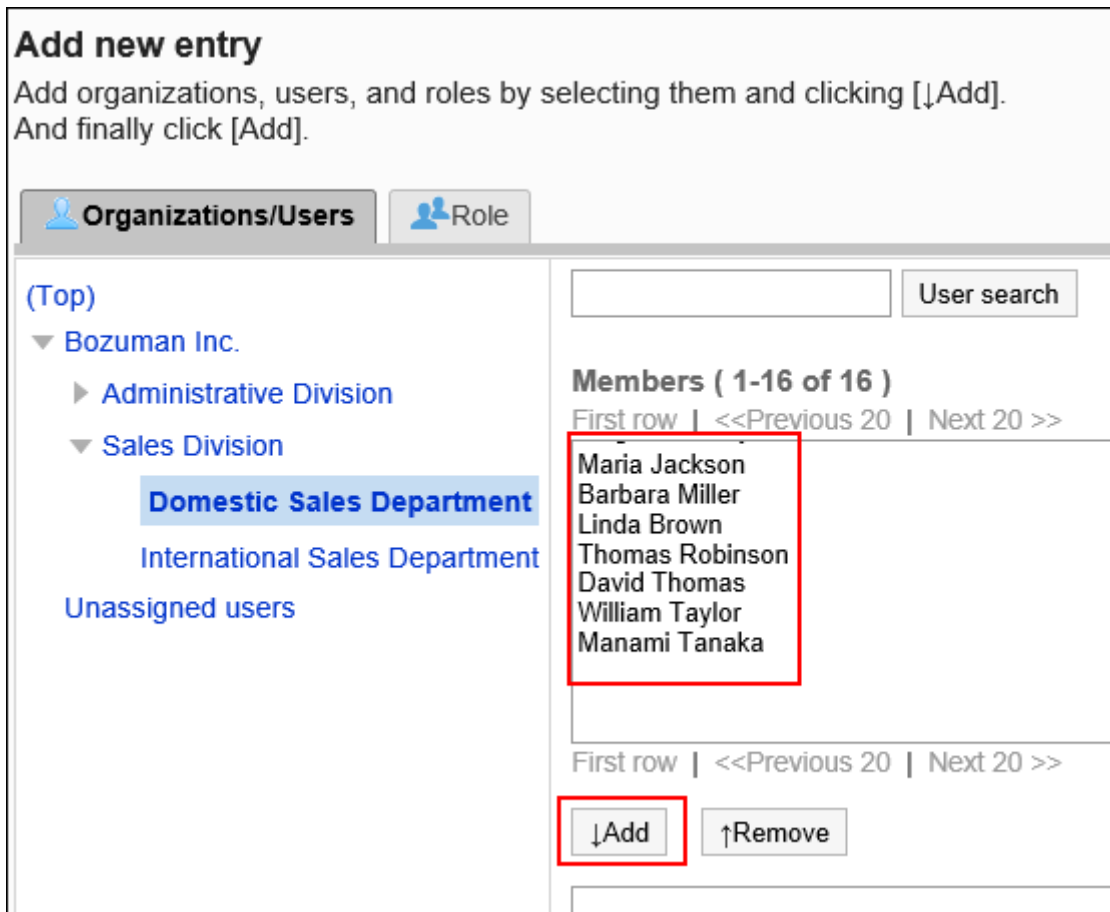 Add new entry
Add organizations, users, and roles by selecting them and clicking [↓Add].
And finally click [Add].
Organizations/Users
Role
(Top)
Bozuman Inc.
Administrative Division
Sales Division
Domestic Sales Department
International Sales Department
Unassigned users
User search
Members ( 1-16 of 16 )
First row | <<Previous 20 | Next 20 >>
Maria Jackson
Barbara Miller
Linda Brown
Thomas Robinson
David Thomas
William Taylor
Manami Tanaka
First row | <<Previous 20 | Next 20 >>
↓Add
↑Remove